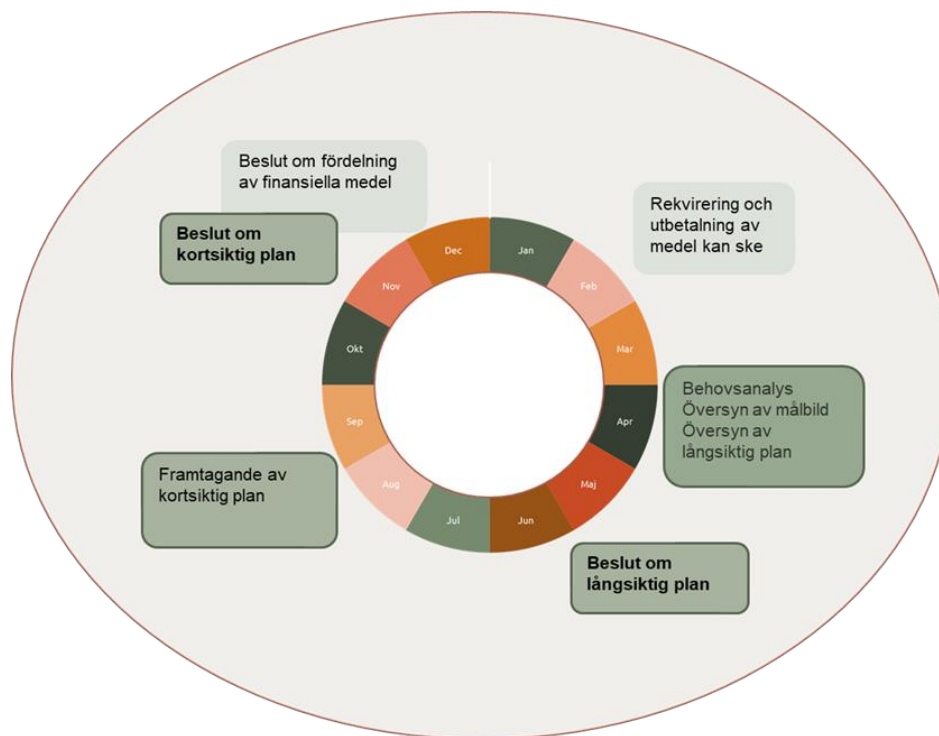 Beslut om fördelning
av finansiella medel
Beslut om
kortsiktig plan
Rekvirering och
utbetalning av
medel kan ske
Behovsanalys
Översyn av målbild
Översyn av
långsiktig plan
Beslut om
långsiktig plan
Framtagande av
kortsiktig plan
Jan
Feb
Mar
Apr
Maj
Jun
Jul
Aug
Sep
Okt
Nov
Dec